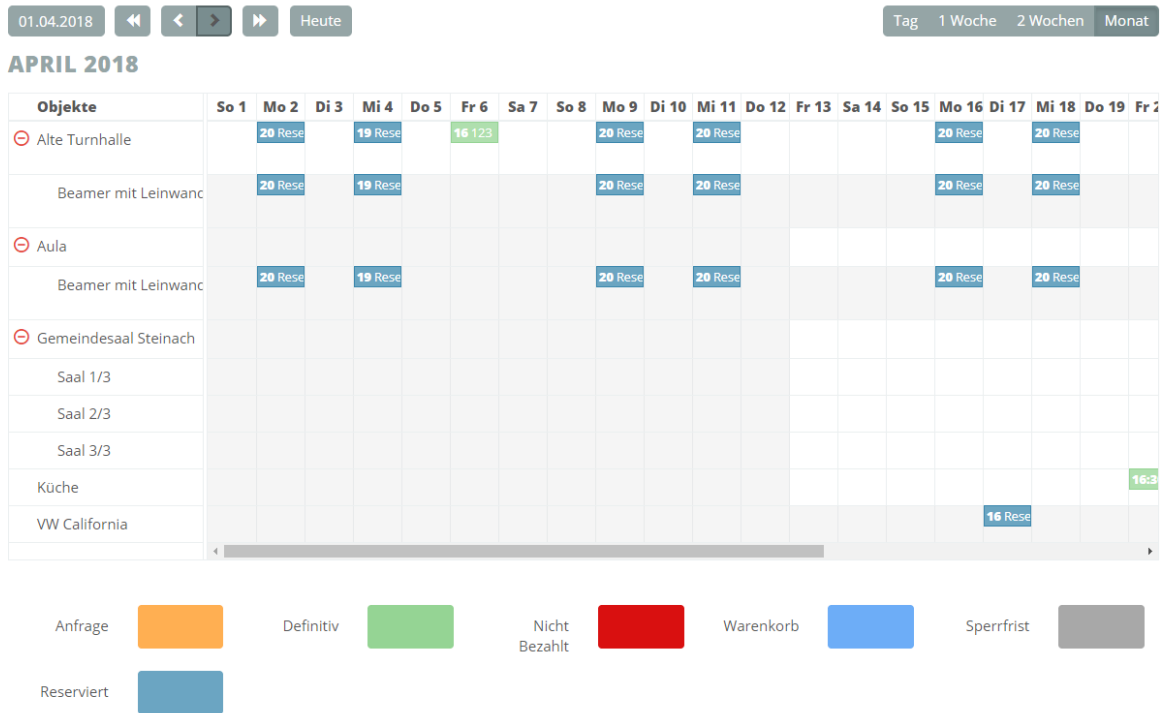 01.04.2018 Heute Tag 1 Woche 2 Wochen Monat
APRIL 2018
Objekte So 1 Mo 2 Di 3 Mi 4 Do 5 Fr 6 Sa 7 So 8 Mo 9 Di 10 Mi 11 Do 12 Fr 13 Sa 14 So 15 Mo 16 Di 17 Mi 18 Do 19 Fr
Alte Turnhalle 20 Rese 19 Rese 16 123 20 Rese 20 Rese 20 Rese 20 Rese
Beamer mit Leinwand 20 Rese 19 Rese 20 Rese 20 Rese 20 Rese 20 Rese
Aula
Beamer mit Leinwand 20 Rese 19 Rese 20 Rese 20 Rese 20 Rese 20 Rese
Gemeindesaal Steinach
Saal 1/3
Saal 2/3
Saal 3/3
Küche 16:3
VW California 16 Rese
Anfrage Definitiv Nicht Warenkorb Sperrfrist
Bezahlt
Reserviert